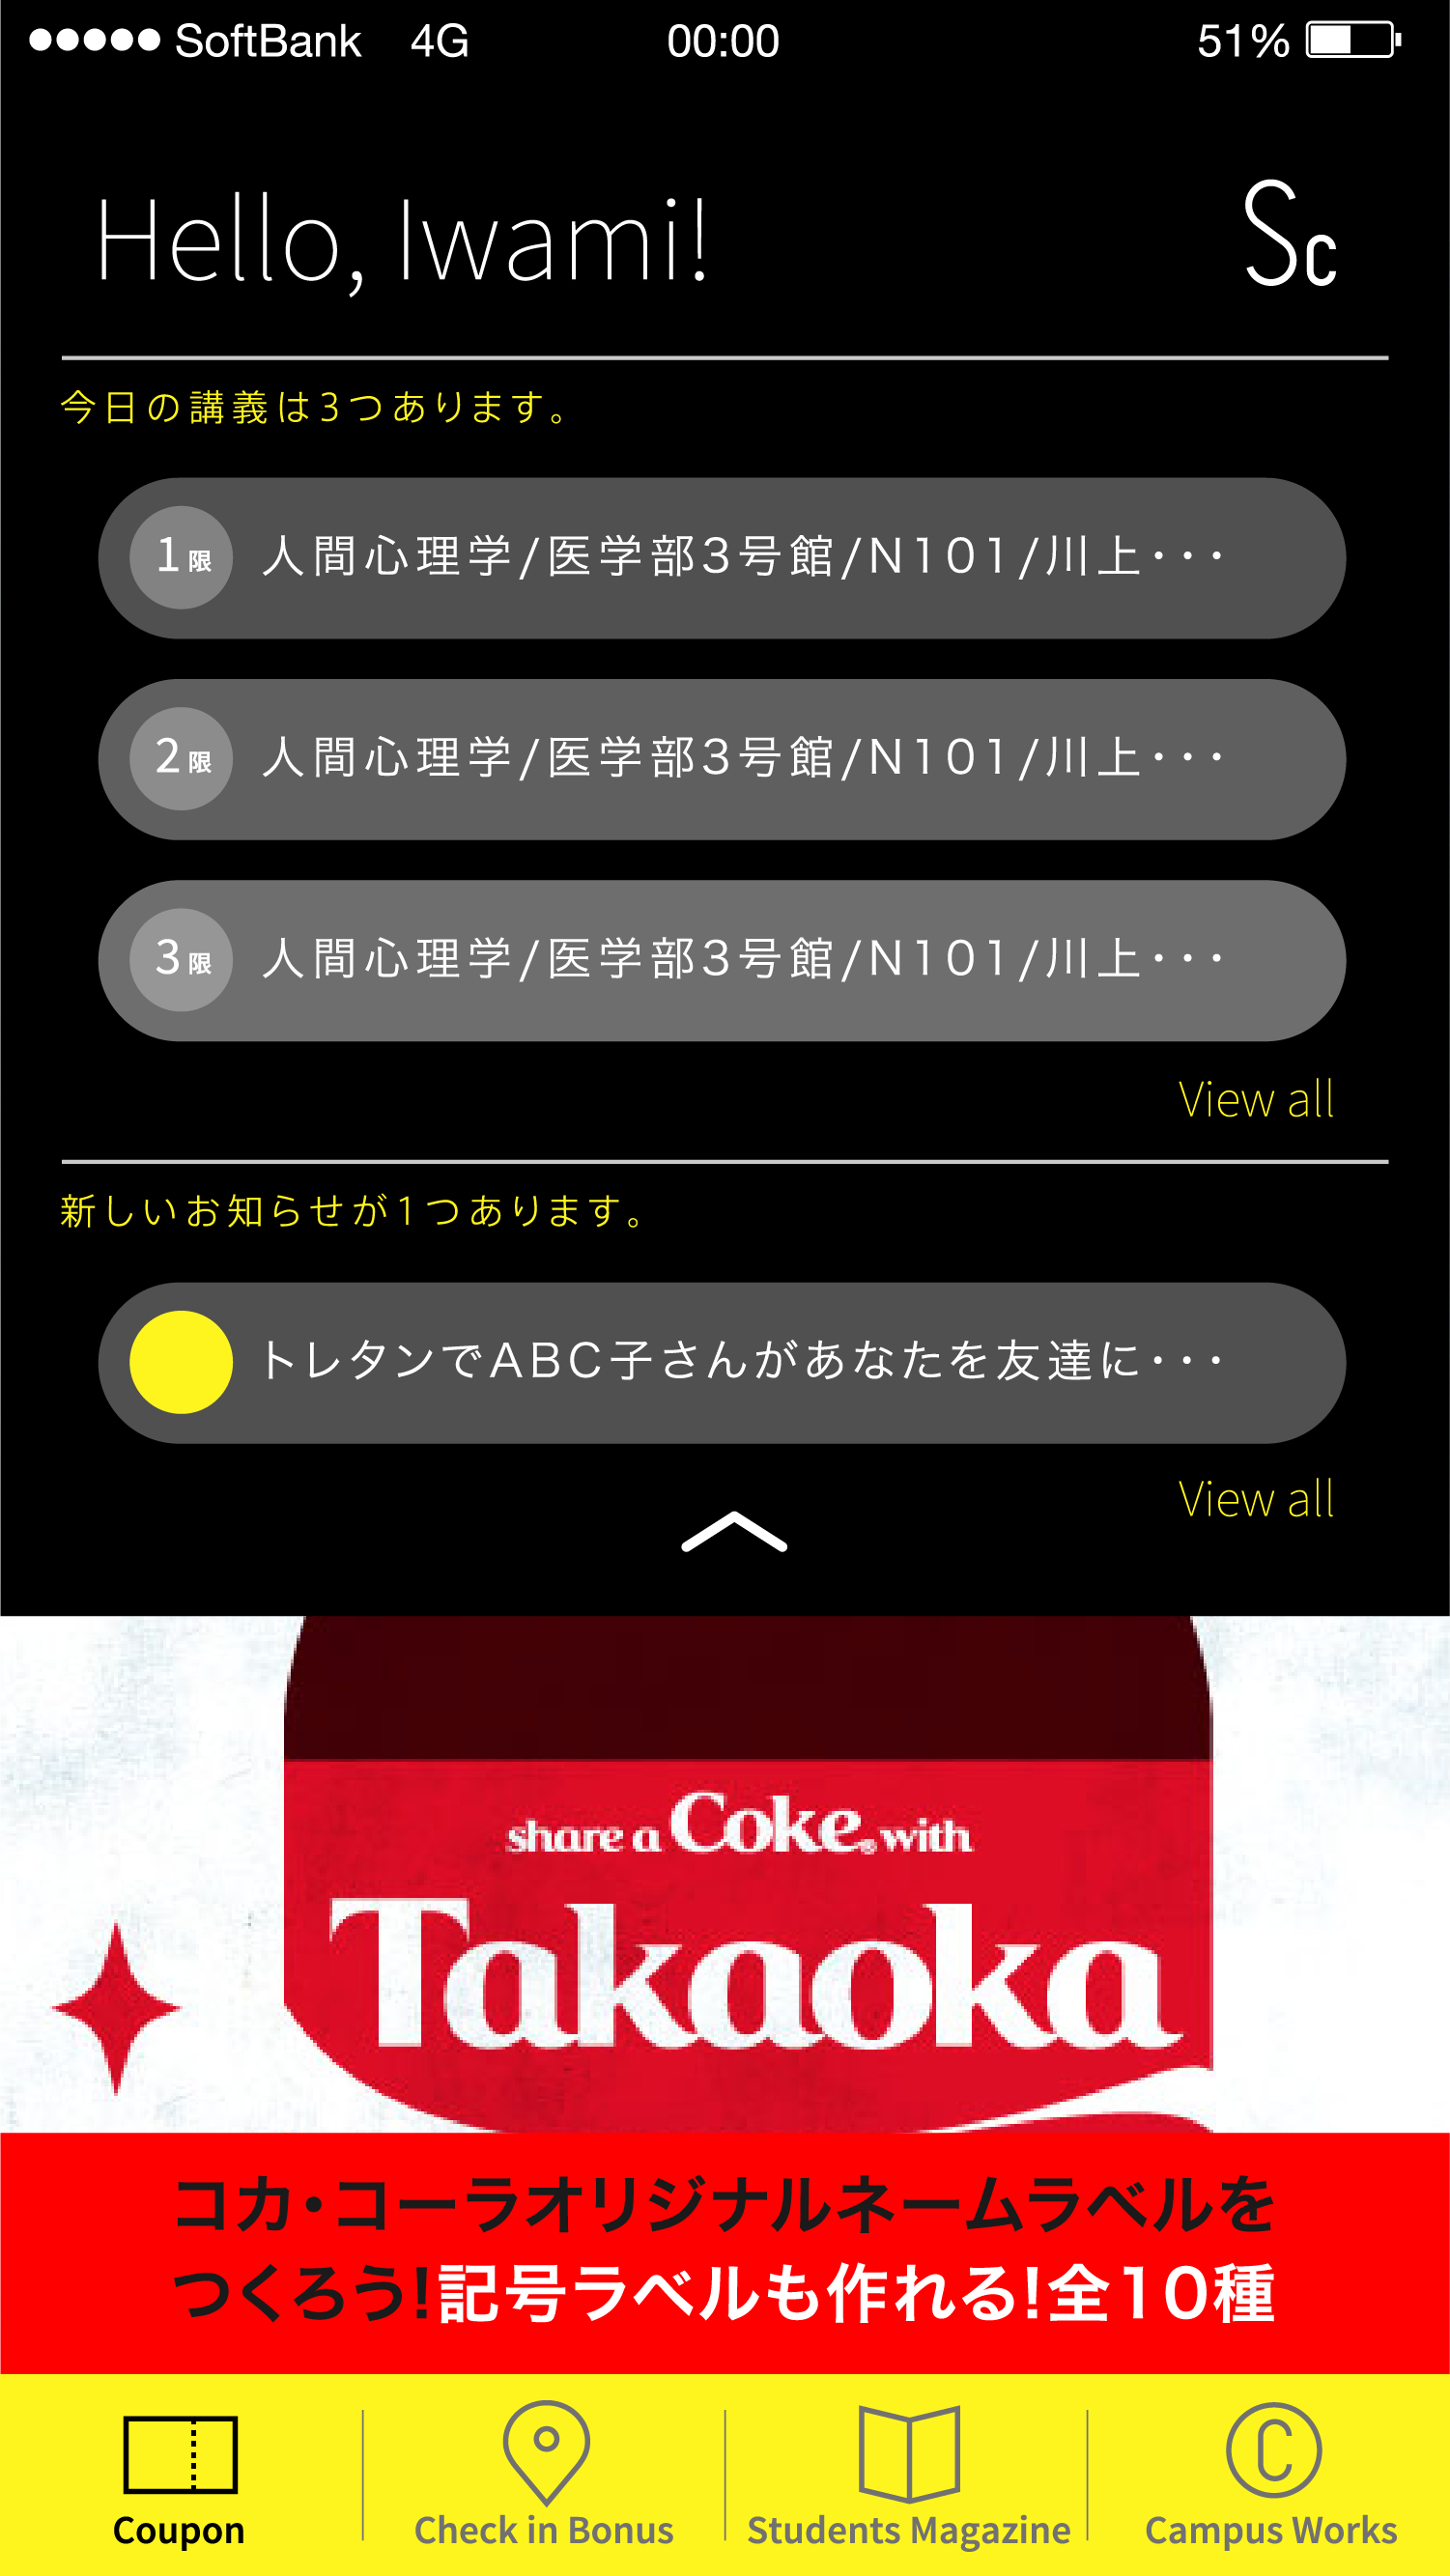 SoftBank 4G 00:00 51%
Hello, Iwami! Sc
今日の講義は3つあります。
1限 人間心理学/医学部3号館/N101/川上・・・
2限 人間心理学/医学部3号館/N101/川上・・・
3限 人間心理学/医学部3号館/N101/川上・・・
View all
新しいお知らせが1つあります。
トレタンでABC子さんがあなたを友達に・・・
View all
share a Coke® with
Takaoka
コカ・コーラオリジナルネームラベルを
つくろう!記号ラベルも作れる!全10種
C
Coupon Check in Bonus Students Magazine Campus Works